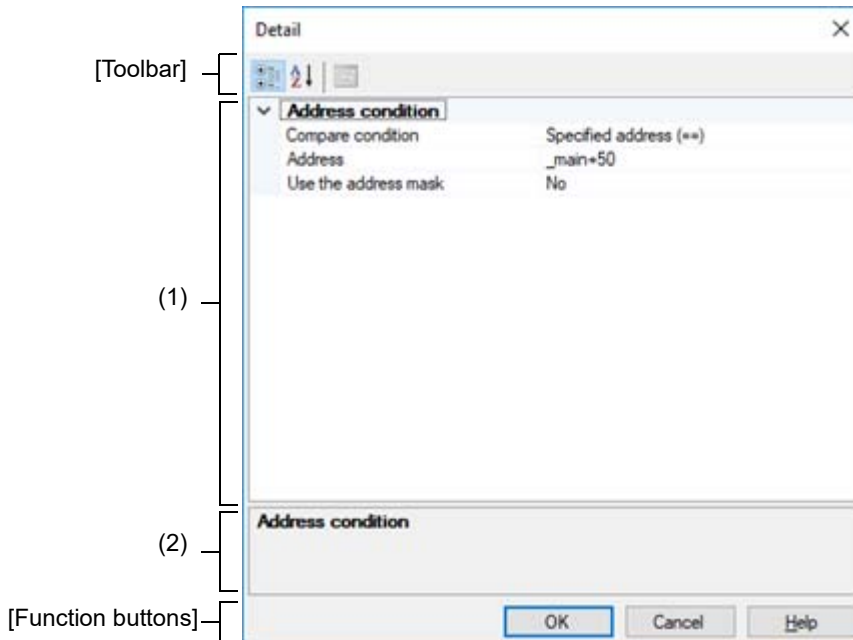 Detail
[Toolbar]
Address condition
Compare condition Specified address (==)
Address _main+50
Use the address mask No
(1)
Address condition
(2)
[Function buttons]
OK Cancel Help